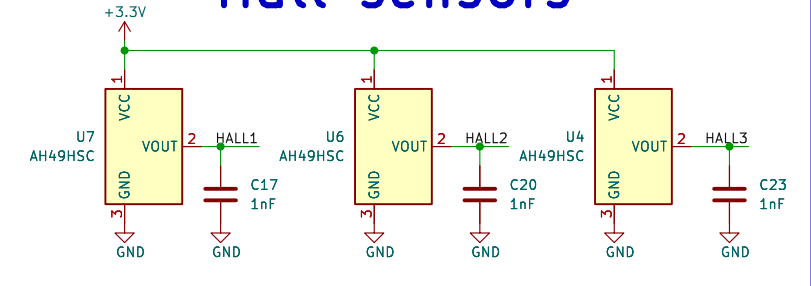 Hall Sensors
+3.3V
1
VCC
U7
AH49HSC
VOUT
2
HALL1
GND
3
C17
1nF
GND
GND
1
VCC
U6
AH49HSC
VOUT
2
HALL2
GND
3
C20
1nF
GND
GND
1
VCC
U4
AH49HSC
VOUT
2
HALL3
GND
3
C23
1nF
GND
GND